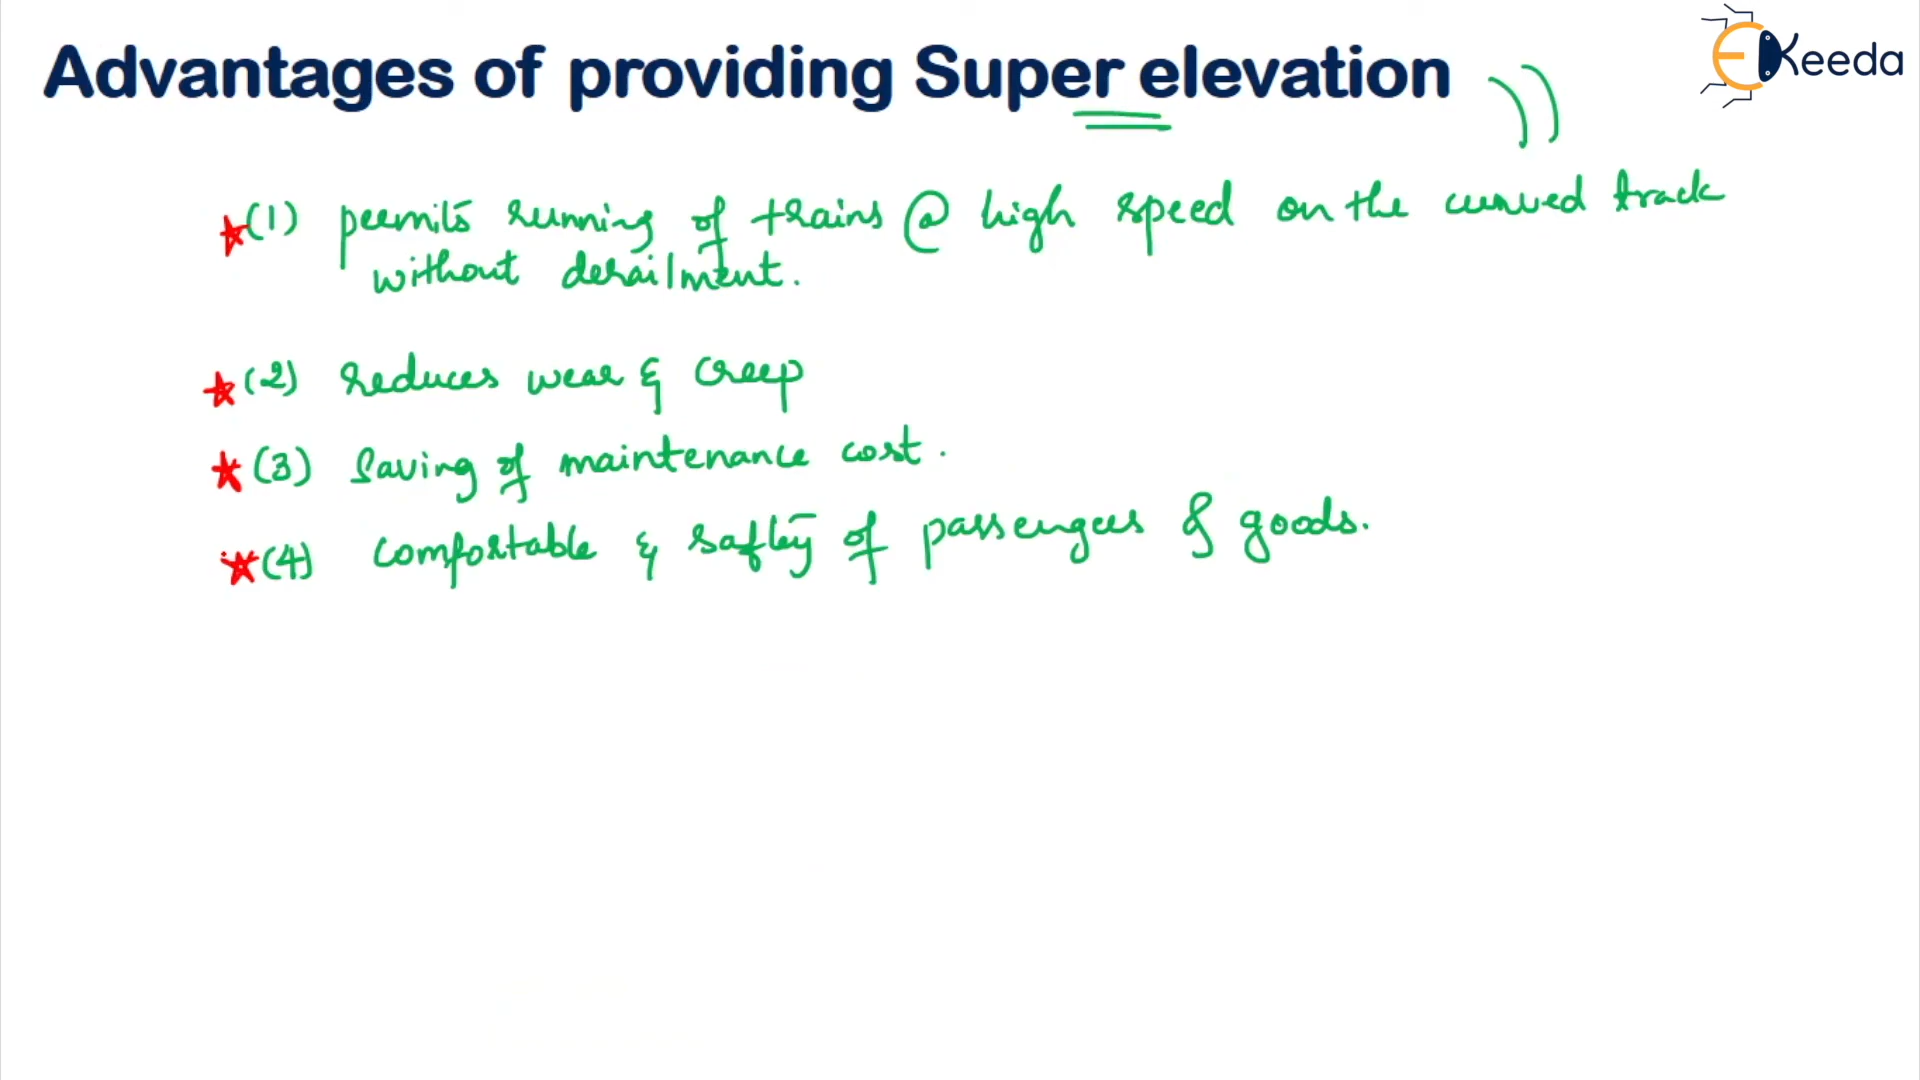 Advantages of providing Super elevation
EKeeda
(1) permits running of trains @ high speed on the curved track
without derailment.
(2) reduces wear & creep
(3) Saving of maintenance cost.
(4) comfortable & saftey of passengers & goods.